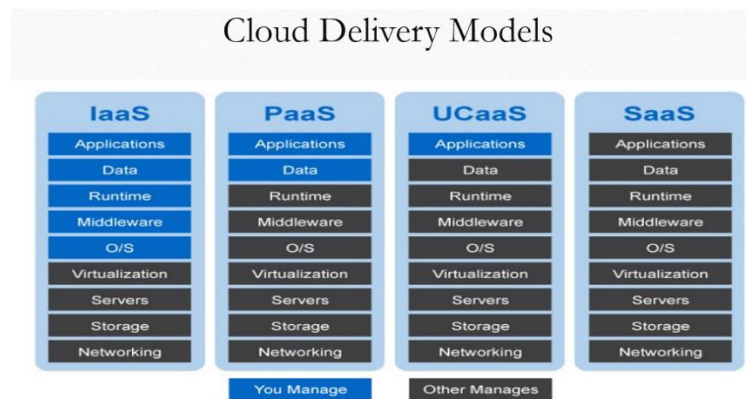 Cloud Delivery Models
IaaS
Applications
Data
Runtime
Middleware
O/S
Virtualization
Servers
Storage
Networking
PaaS
Applications
Data
Runtime
Middleware
O/S
Virtualization
Servers
Storage
Networking
UCaaS
Applications
Data
Runtime
Middleware
O/S
Virtualization
Servers
Storage
Networking
SaaS
Applications
Data
Runtime
Middleware
O/S
Virtualization
Servers
Storage
Networking
You Manage
Other Manages